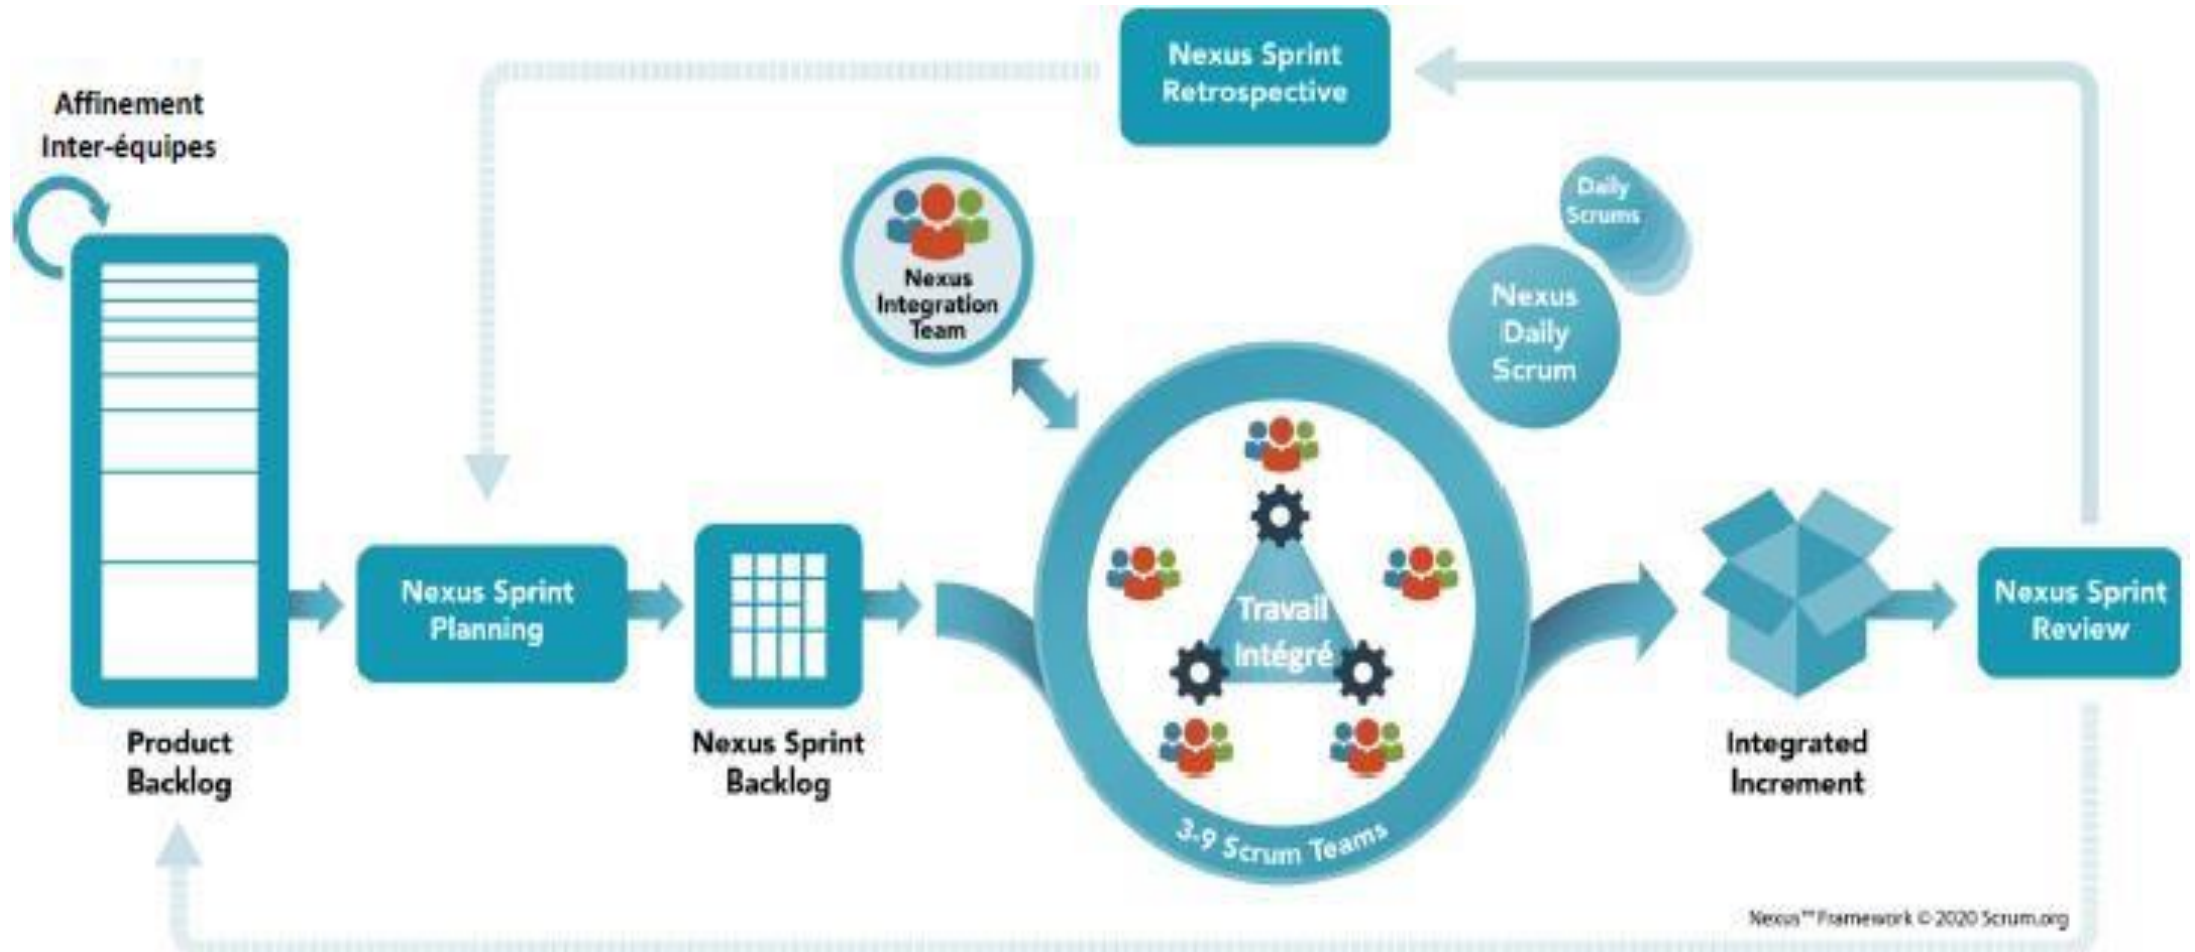 Nexus Sprint
Retrospective
Affinement
Inter-équipes
Daily
Scrums
Nexus
Integration
Team
Nexus
Daily
Scrum
Nexus Sprint
Planning
Travail
Intégré
Nexus Sprint
Review
Product
Backlog
Nexus Sprint
Backlog
Integrated
Increment
3-9 Scrum Teams
Nexus™ Framework © 2020 Scrum.org